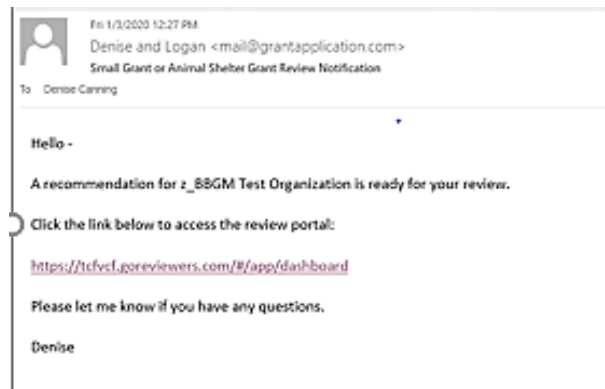 Fri 1/3/2020 12:27 PM
Denise and Logan <mail@grantapplication.com>
Small Grant or Animal Shelter Grant Review Notification
To Denise Canning
Hello -
A recommendation for z_BBGM Test Organization is ready for your review.
Click the link below to access the review portal:
https://tcfvcf.goreviewers.com/#/app/dashboard
Please let me know if you have any questions.
Denise